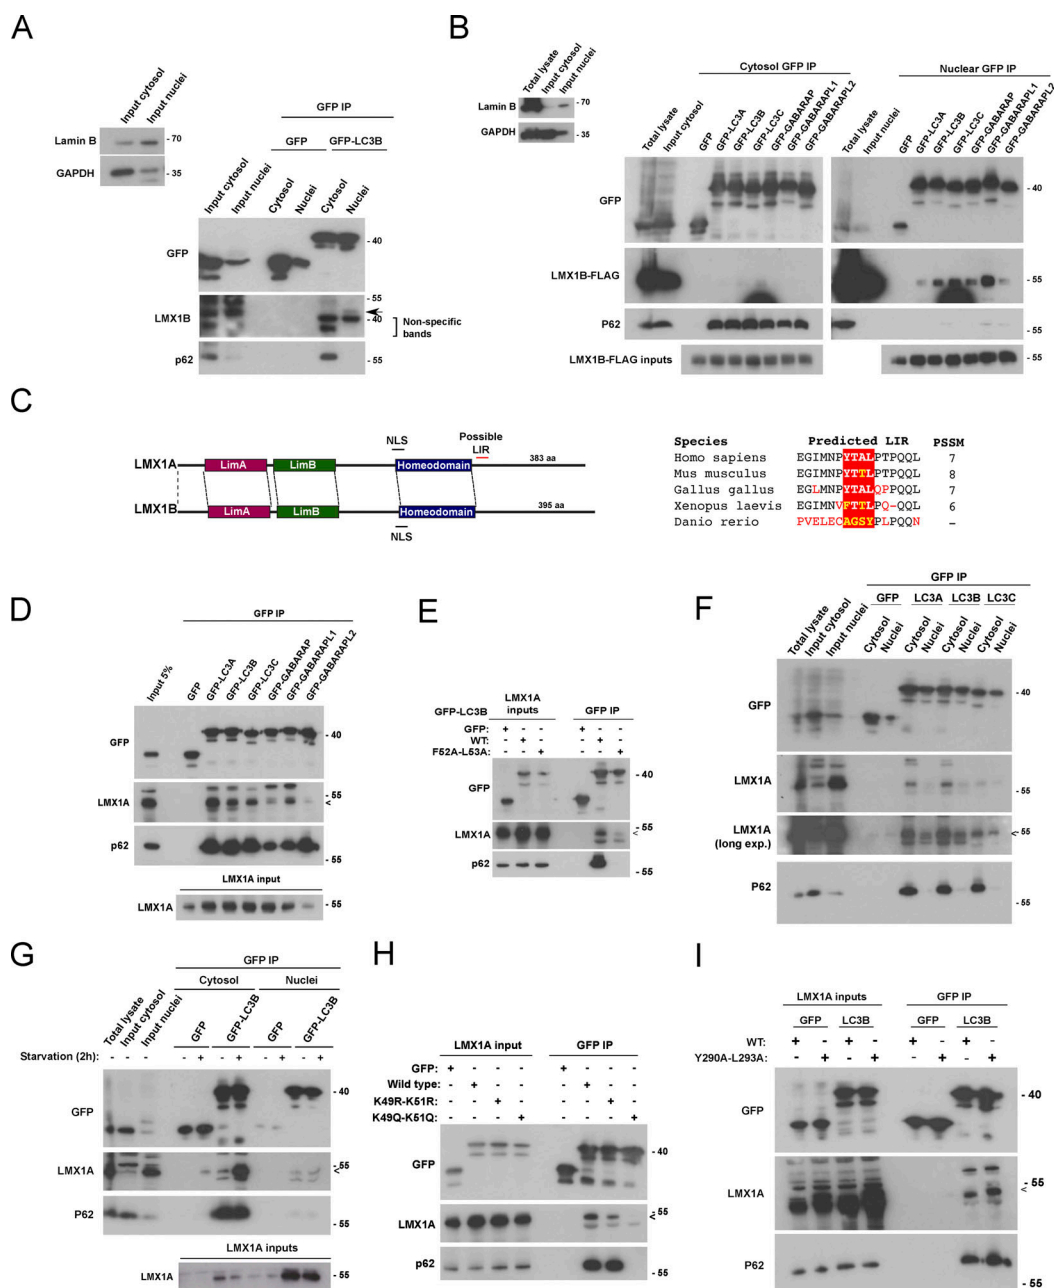 A
Input cytosol
Input nuclei
Lamin B
- 70
GAPDH
- 35
GFP IP
GFP
GFP-LC3B
Input cytosol
Input nuclei
Cytosol
Nuclei
Cytosol
Nuclei
GFP
- 40
LMX1B
- 55
- 40
Non-specific
bands
p62
- 55
B
Total lysate
Input cytosol
Input nuclei
Lamin B
- 70
GAPDH
- 35
Cytosol GFP IP
Nuclear GFP IP
Total lysate
Input cytosol
GFP
GFP-LC3A
GFP-LC3B
GFP-LC3C
GFP-GABARAP
GFP-GABARAPL1
GFP-GABARAPL2
Total lysate
Input nuclei
GFP
GFP-LC3A
GFP-LC3B
GFP-LC3C
GFP-GABARAP
GFP-GABARAPL1
GFP-GABARAPL2
GFP
- 40
LMX1B-FLAG
- 55
P62
- 55
LMX1B-FLAG inputs
- 55
C
NLS
Possible
LIR
LMX1A
LimA
LimB
Homeodomain
383 aa
LMX1B
LimA
LimB
Homeodomain
395 aa
NLS
Species Predicted LIR PSSM
Homo sapiens EGIMNPYTALPTPQQL 7
Mus musculus EGIMNPYTTLPTPQQL 8
Gallus gallus EGLMNPYTALQPPQQL 7
Xenopus laevis EGIMNVFTTLPQ-QQL 6
Danio rerio PVELECAGSYPLPQQN -
D
GFP IP
Input 5%
GFP
GFP-LC3A
GFP-LC3B
GFP-LC3C
GFP-GABARAP
GFP-GABARAPL1
GFP-GABARAPL2
GFP
- 40
LMX1A
- 55
<
p62
- 55
LMX1A input
LMX1A
- 55
E
LMX1A
inputs
GFP IP
GFP-LC3B
GFP: + - - + - -
WT: - + - - + -
F52A-L53A: - - + - - +
GFP
- 40
LMX1A
- 55
<
p62
- 55
F
GFP IP
GFP LC3A LC3B LC3C
Total lysate
Input cytosol
Input nuclei
Cytosol
Nuclei
Cytosol
Nuclei
Cytosol
Nuclei
Cytosol
Nuclei
GFP
- 40
LMX1A
LMX1A
(long exp.)
- 55
<
P62
- 55
G
GFP IP
Cytosol
Nuclei
Total lysate
Input cytosol
Input nuclei
GFP
GFP-LC3B
GFP
GFP-LC3B
Starvation (2h): - - - - + - + - + - +
GFP
- 40
LMX1A
- 55
<
P62
- 55
LMX1A inputs
LMX1A
- 55
H
LMX1A input
GFP IP
GFP: + - - - + - - -
Wild type: - + - - - + - -
K49R-K51R: - - + - - - + -
K49Q-K51Q: - - - + - - - +
GFP
- 40
LMX1A
- 55
<
p62
- 55
I
LMX1A inputs
GFP IP
GFP LC3B GFP LC3B
WT: + - + - + - + -
Y290A-L293A: - + - + - + - +
GFP
- 40
LMX1A
- 55
<
P62
- 55